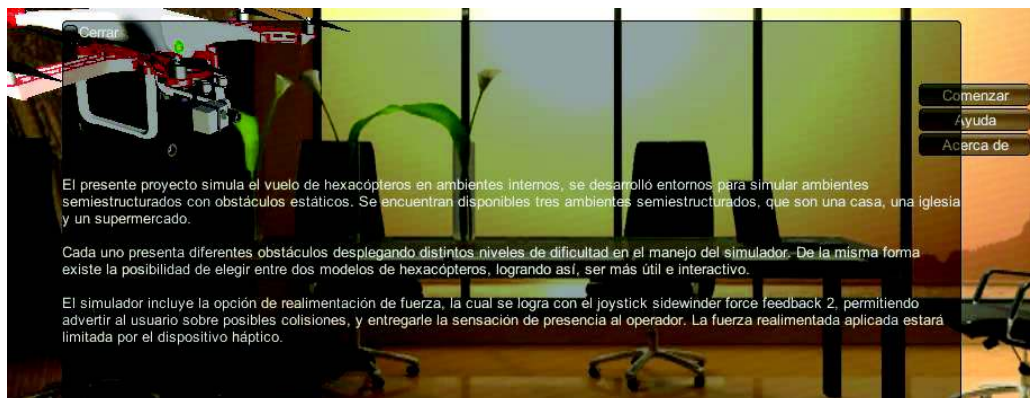 Cerrar
Comenzar
Ayuda
Acerca de
El presente proyecto simula el vuelo de hexacópteros en ambientes internos, se desarrolló entornos para simular ambientes
semiestructurados con obstáculos estáticos. Se encuentran disponibles tres ambientes semiestructurados, que son una casa, una iglesia
y un supermercado.
Cada uno presenta diferentes obstáculos desplegando distintos niveles de dificultad en el manejo del simulador. De la misma forma
existe la posibilidad de elegir entre dos modelos de hexacópteros, logrando así, ser más útil e interactivo.
El simulador incluye la opción de realimentación de fuerza, la cual se logra con el joystick sidewinder force feedback 2, permitiendo
advertir al usuario sobre posibles colisiones, y entregarle la sensación de presencia al operador. La fuerza realimentada aplicada estará
limitada por el dispositivo háptico.